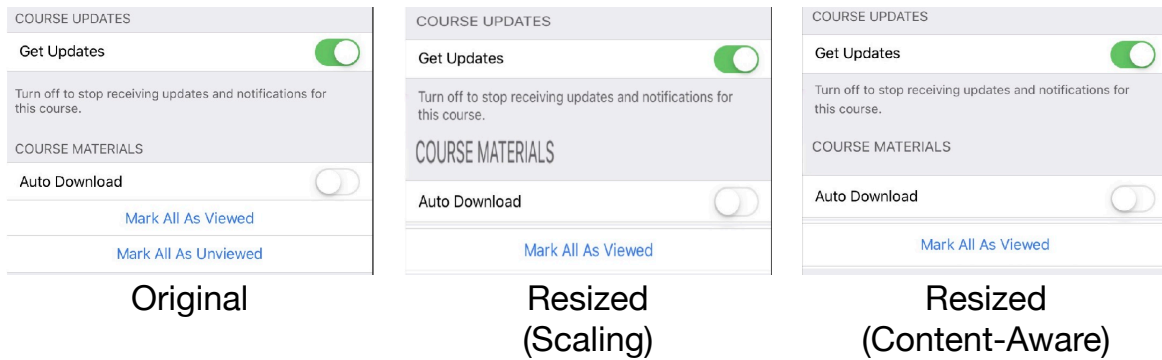 COURSE UPDATES
Get Updates
Turn off to stop receiving updates and notifications for
this course.
COURSE MATERIALS
Auto Download
Mark All As Viewed
Mark All As Unviewed
Original
COURSE UPDATES
Get Updates
Turn off to stop receiving updates and notifications for
this course.
COURSE MATERIALS
Auto Download
Mark All As Viewed
Resized
(Scaling)
COURSE UPDATES
Get Updates
Turn off to stop receiving updates and notifications for
this course.
COURSE MATERIALS
Auto Download
Mark All As Viewed
Resized
(Content-Aware)